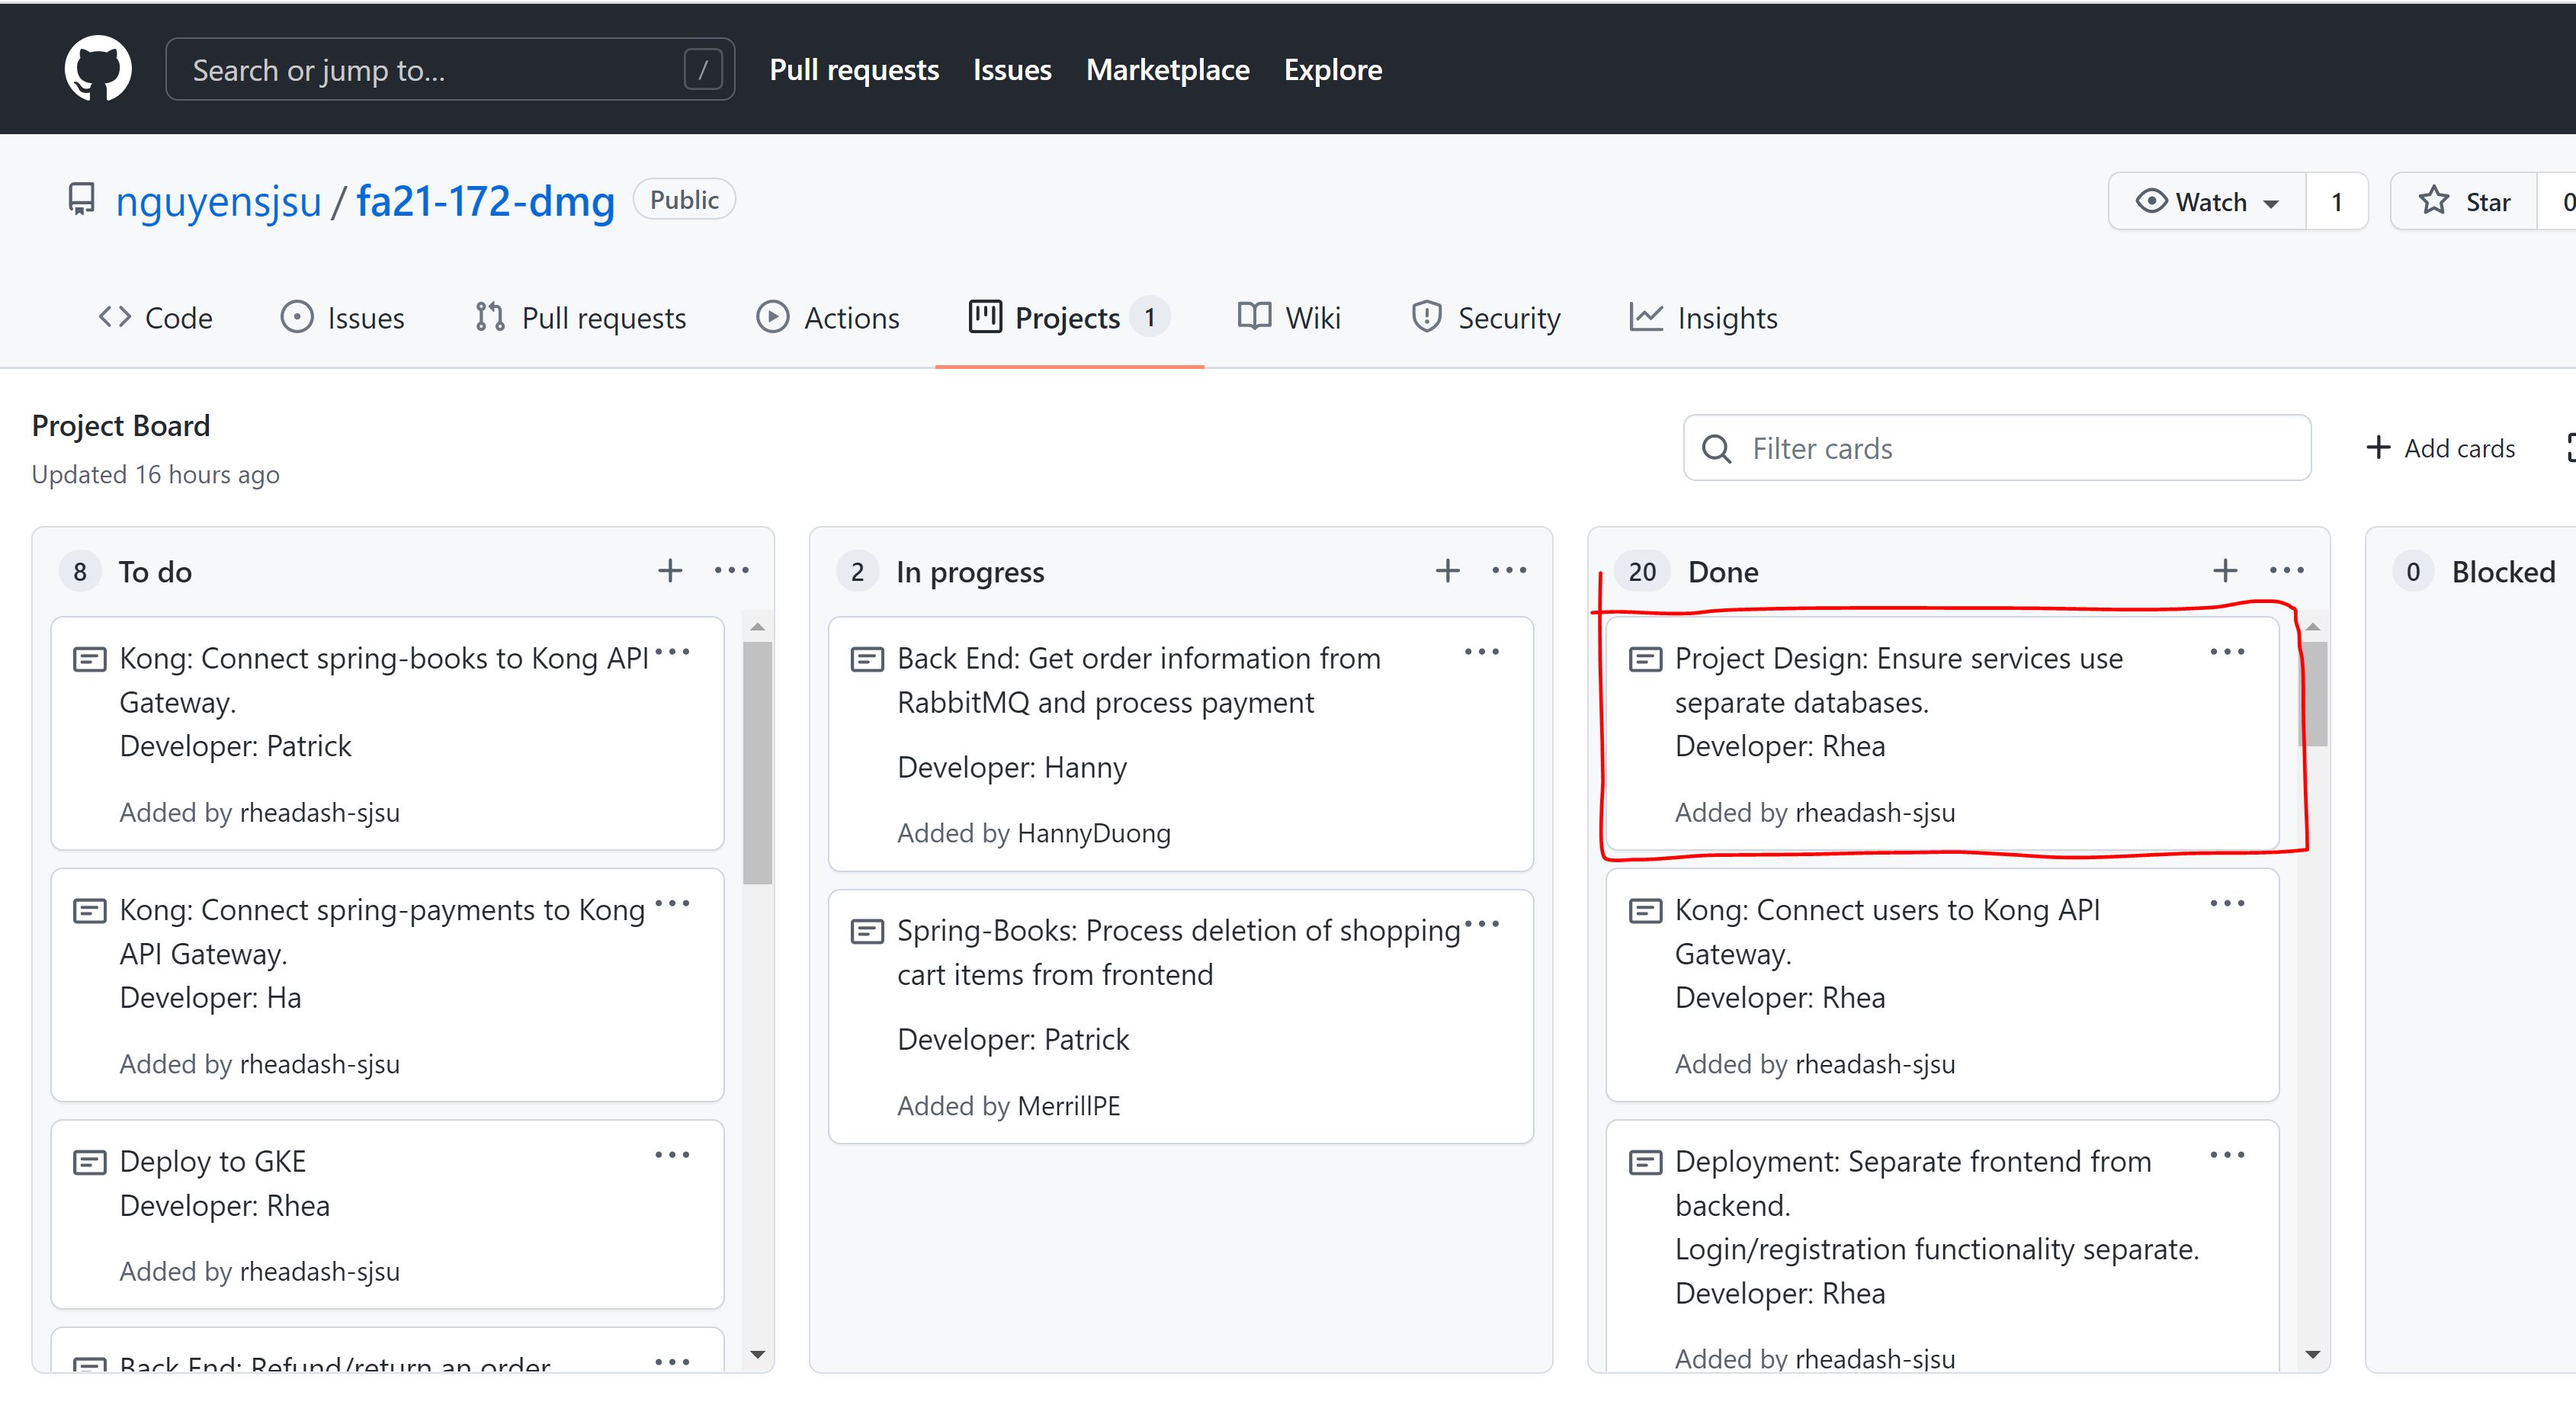 Search or jump to... /
Pull requests Issues Marketplace Explore
nguyensjsu / fa21-172-dmg Public
Watch 1 Star 0
Code Issues Pull requests Actions Projects 1 Wiki Security Insights
Project Board
Updated 16 hours ago
Filter cards
+ Add cards
8 To do
Kong: Connect spring-books to Kong API
Gateway.
Developer: Patrick
Added by rheadash-sjsu
Kong: Connect spring-payments to Kong
API Gateway.
Developer: Ha
Added by rheadash-sjsu
Deploy to GKE
Developer: Rhea
Added by rheadash-sjsu
Back End: Refund/return an order
2 In progress
Back End: Get order information from
RabbitMQ and process payment
Developer: Hanny
Added by HannyDuong
Spring-Books: Process deletion of shopping
cart items from frontend
Developer: Patrick
Added by MerrillPE
20 Done
Project Design: Ensure services use
separate databases.
Developer: Rhea
Added by rheadash-sjsu
Kong: Connect users to Kong API
Gateway.
Developer: Rhea
Added by rheadash-sjsu
Deployment: Separate frontend from
backend.
Login/registration functionality separate.
Developer: Rhea
Added by rheadash-sjsu
0 Blocked